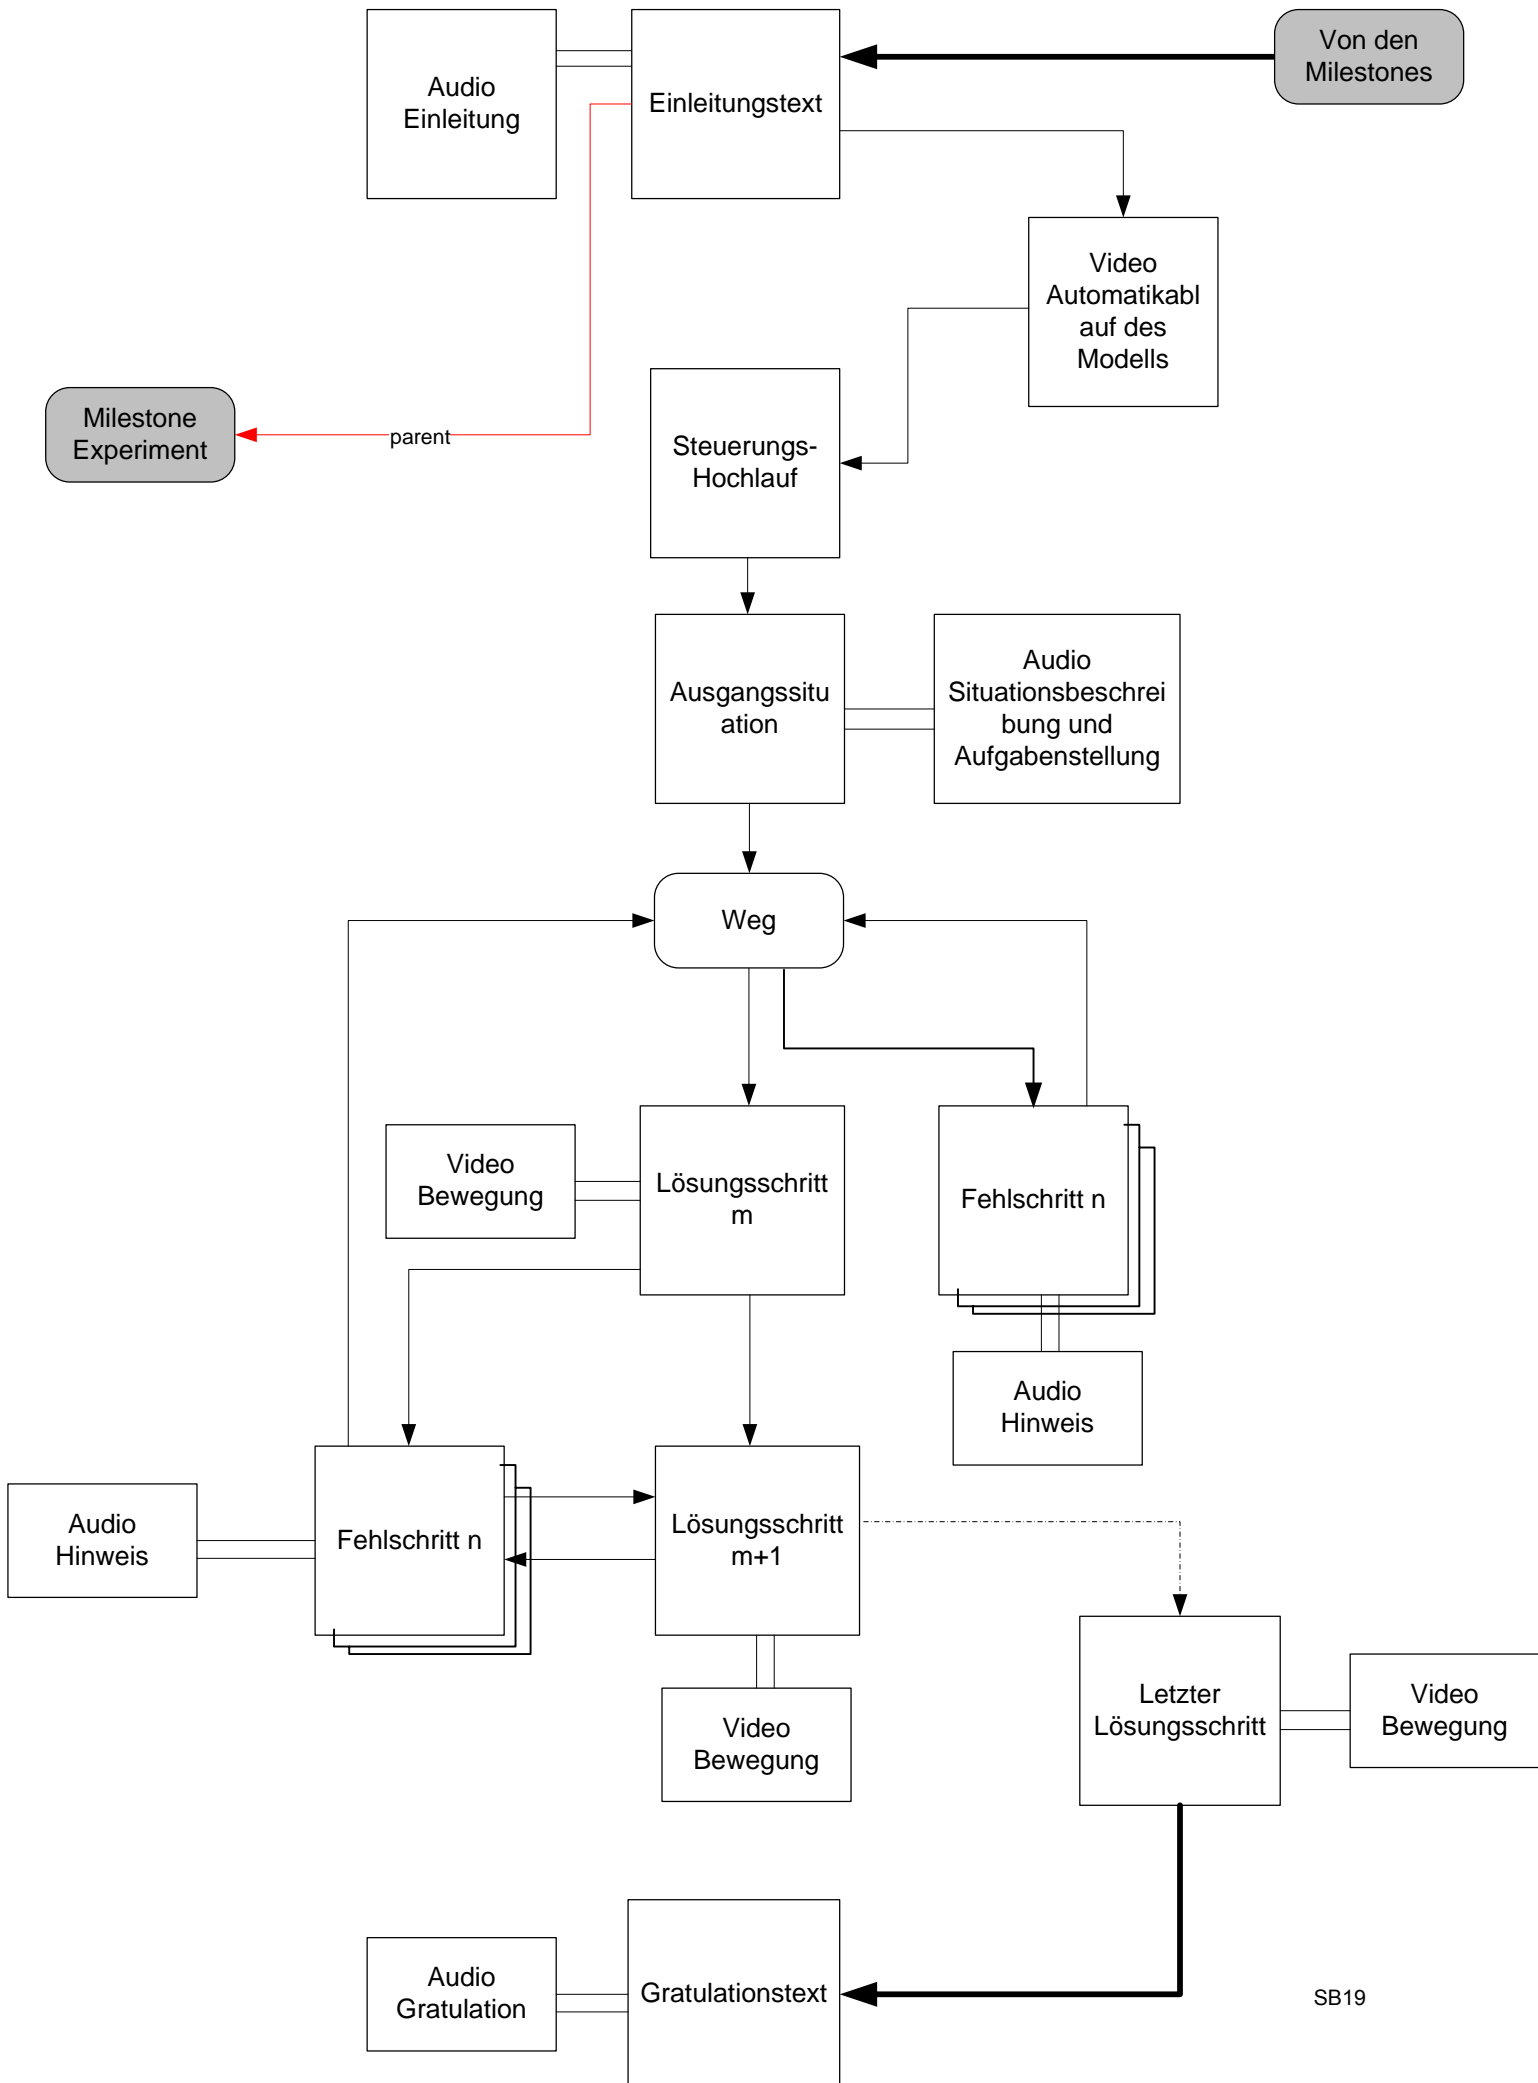 Von den
Milestones
Audio
Einleitung
Einleitungstext
Video
Automatikabl
auf des
Modells
Milestone
Experiment
parent
Steuerungs-
Hochlauf
Ausgangssitu
ation
Audio
Situationsbeschrei
bung und
Aufgabenstellung
Weg
Video
Bewegung
Lösungsschritt
m
Fehlschritt n
Audio
Hinweis
Audio
Hinweis
Fehlschritt n
Lösungsschritt
m+1
Video
Bewegung
Letzter
Lösungsschritt
Video
Bewegung
Audio
Gratulation
Gratulationstext
SB19